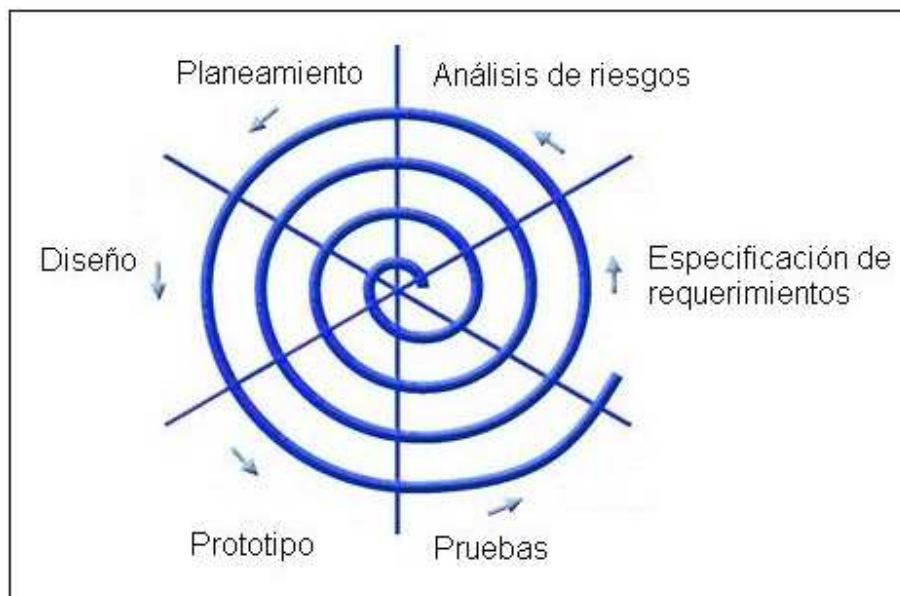 Planeamiento
Análisis de riesgos
Diseño
Especificación de
requerimientos
Prototipo
Pruebas